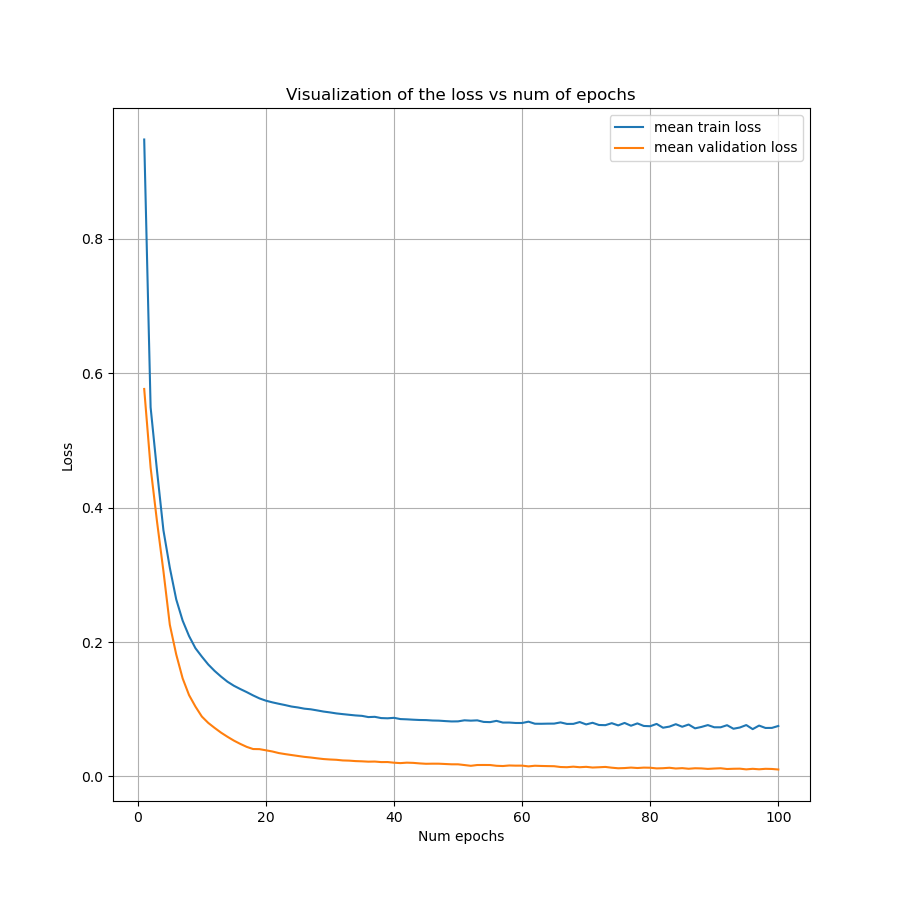 Visualization of the loss vs num of epochs
mean train loss
mean validation loss
0.8
0.6
0.4
0.2
0.0
Loss
0 20 40 60 80 100
Num epochs